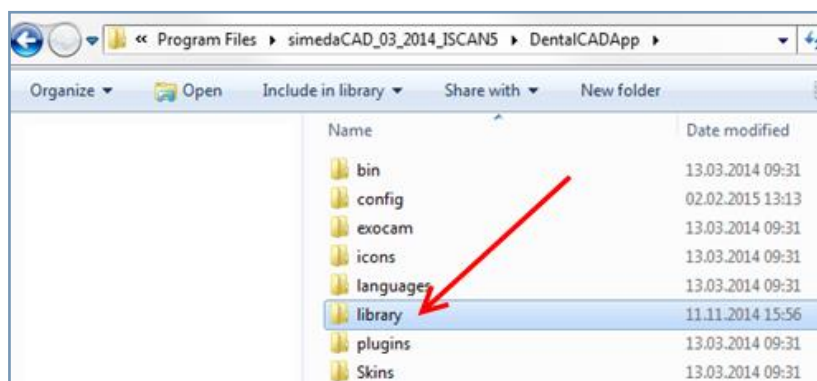 « Program Files ▸ simedaCAD_03_2014_ISCAN5 ▸ DentalCADApp ▸
Organize ▾ Open Include in library ▾ Share with ▾ New folder
Name Date modified
bin 13.03.2014 09:31
config 02.02.2015 13:13
exocam 13.03.2014 09:31
icons 13.03.2014 09:31
languages 13.03.2014 09:31
library 11.11.2014 15:56
plugins 13.03.2014 09:31
Skins 13.03.2014 09:31